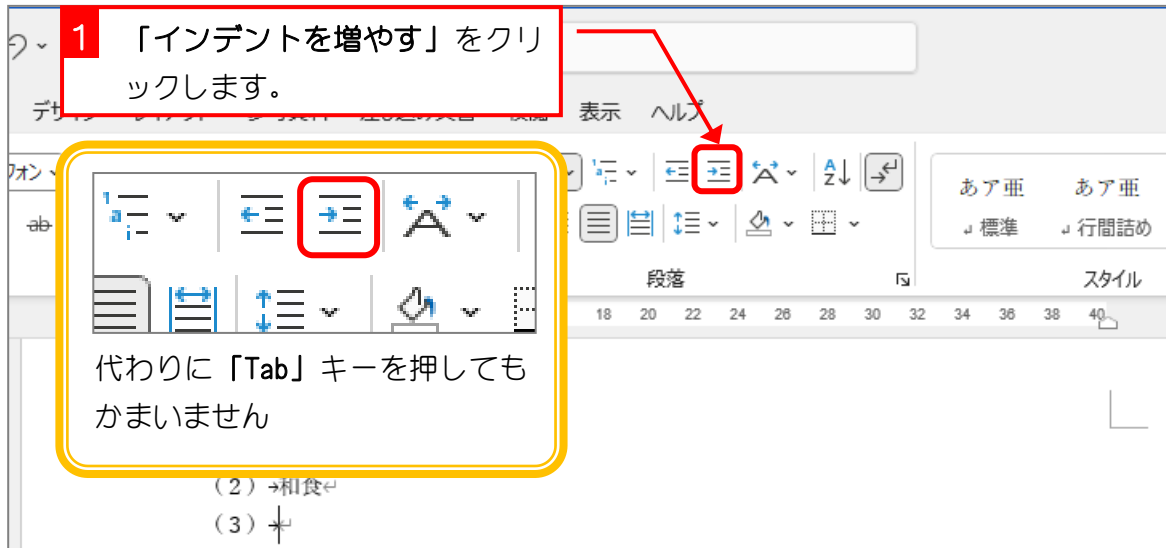 1 「インデントを増やす」をクリ
ックします。
表示 ヘルプ
あア亜 あア亜
標準 行間詰め
段落 スタイル
18 20 22 24 26 28 30 32 34 36 38 40
代わりに「Tab」キーを押しても
かまいません
（2）→和食↵
（3）→↵